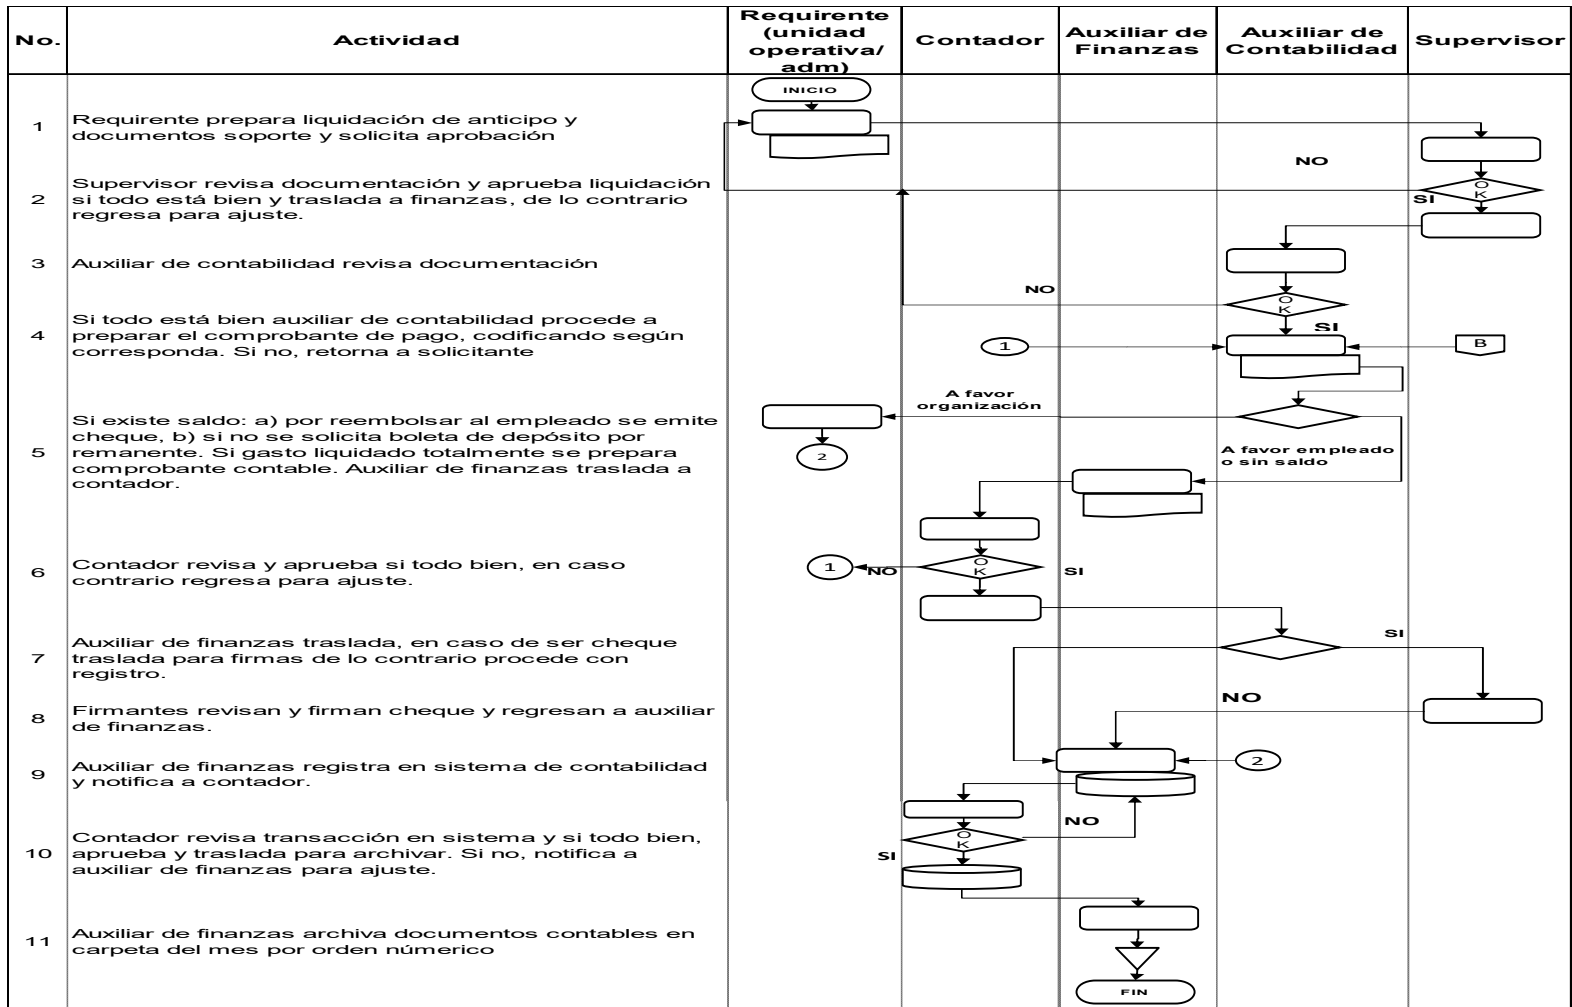 No.
Actividad
Requirente
(unidad
operativa/
adm)
Contador
Auxiliar de
Finanzas
Auxiliar de
Contabilidad
Supervisor
INICIO
1
Requirente prepara liquidación de anticipo y
documentos soporte y solicita aprobación
NO
2
Supervisor revisa documentación y aprueba liquidación
si todo está bien y traslada a finanzas, de lo contrario
regresa para ajuste.
O
K
SI
3
Auxiliar de contabilidad revisa documentación
NO
O
K
SI
4
Si todo está bien auxiliar de contabilidad procede a
preparar el comprobante de pago, codificando según
corresponda. Si no, retorna a solicitante
1
B
A favor
organización
5
Si existe saldo: a) por reembolsar al empleado se emite
cheque, b) si no se solicita boleta de depósito por
remanente. Si gasto liquidado totalmente se prepara
comprobante contable. Auxiliar de finanzas traslada a
contador.
2
A favor empleado
o sin saldo
6
Contador revisa y aprueba si todo bien, en caso
contrario regresa para ajuste.
1
NO
O
K
SI
7
Auxiliar de finanzas traslada, en caso de ser cheque
traslada para firmas de lo contrario procede con
registro.
SI
8
Firmantes revisan y firman cheque y regresan a auxiliar
de finanzas.
NO
9
Auxiliar de finanzas registra en sistema de contabilidad
y notifica a contador.
2
10
Contador revisa transacción en sistema y si todo bien,
aprueba y traslada para archivar. Si no, notifica a
auxiliar de finanzas para ajuste.
O
K
NO
SI
11
Auxiliar de finanzas archiva documentos contables en
carpeta del mes por orden númerico
FIN